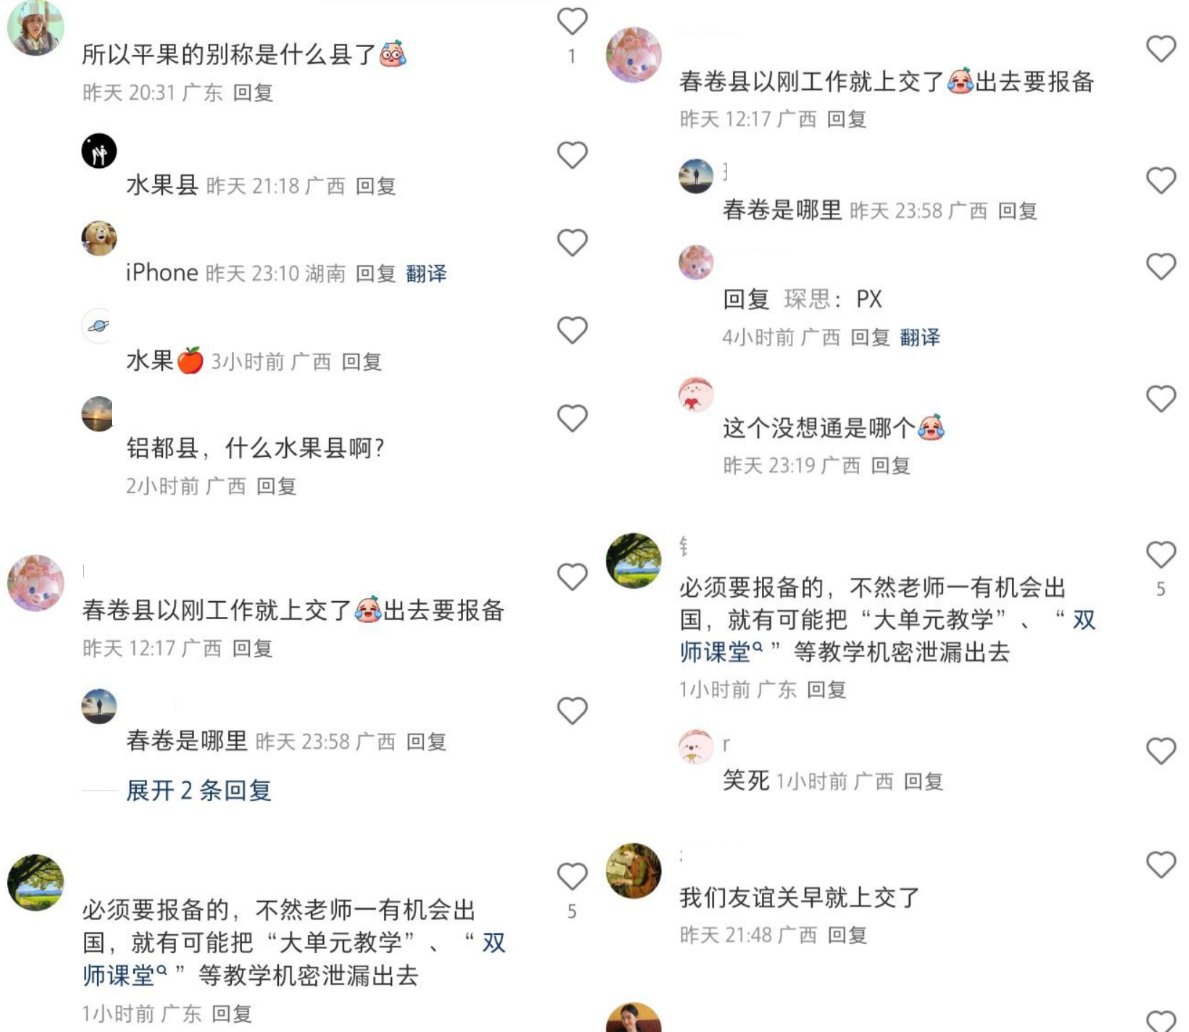 所以平果的别称是什么县了
1
昨天 20:31 广东 回复
水果县 昨天 21:18 广西 回复
iPhone 昨天 23:10 湖南 回复 翻译
水果🍎 3小时前 广西 回复
铝都县，什么水果县啊?
2小时前 广西 回复
春卷县以刚工作就上交了😂出去要报备
昨天 12:17 广西 回复
春卷是哪里 昨天 23:58 广西 回复
展开 2 条回复
必须要报备的，不然老师一有机会出
5
国，就有可能把“大单元教学”、“双
师课堂”等教学机密泄漏出去
1小时前 广东 回复
春卷县以刚工作就上交了😂出去要报备
昨天 12:17 广西 回复
春卷是哪里 昨天 23:58 广西 回复
回复 琛思：PX
4小时前 广西 回复 翻译
这个没想通是哪个😂
昨天 23:19 广西 回复
必须要报备的，不然老师一有机会出
5
国，就有可能把“大单元教学”、“双
师课堂”等教学机密泄漏出去
1小时前 广东 回复
r
笑死 1小时前 广西 回复
我们友谊关早就上交了
昨天 21:48 广西 回复